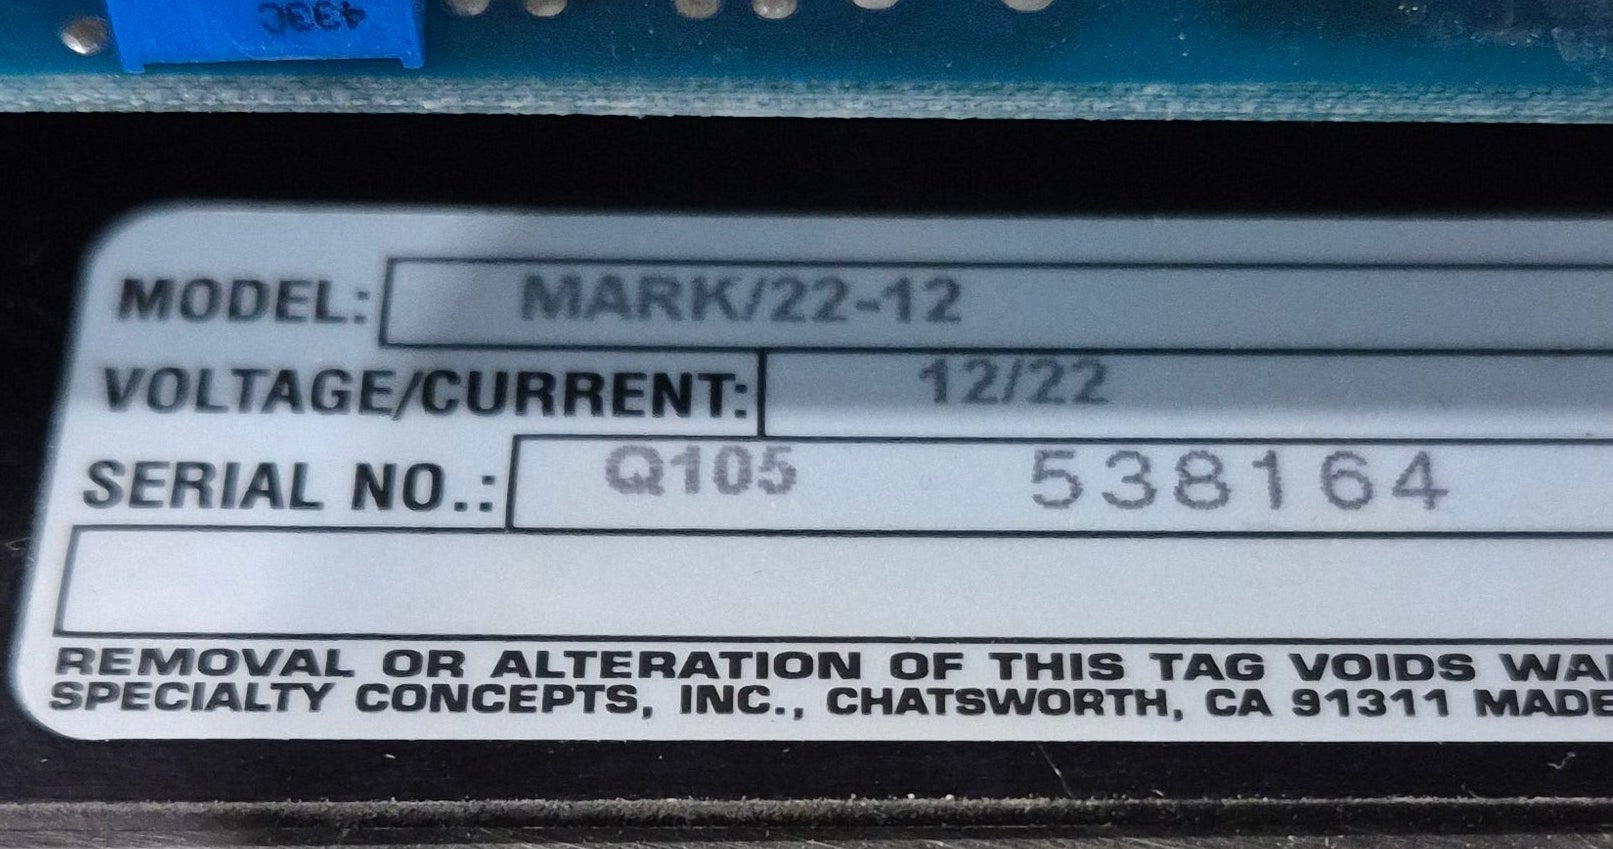 433C
MODEL: MARK/22-12
VOLTAGE/CURRENT: 12/22
SERIAL NO.: Q105 538164
REMOVAL OR ALTERATION OF THIS TAG VOIDS
SPECIALTY CONCEPTS, INC., CHATSWORTH, CA 91311 MADE